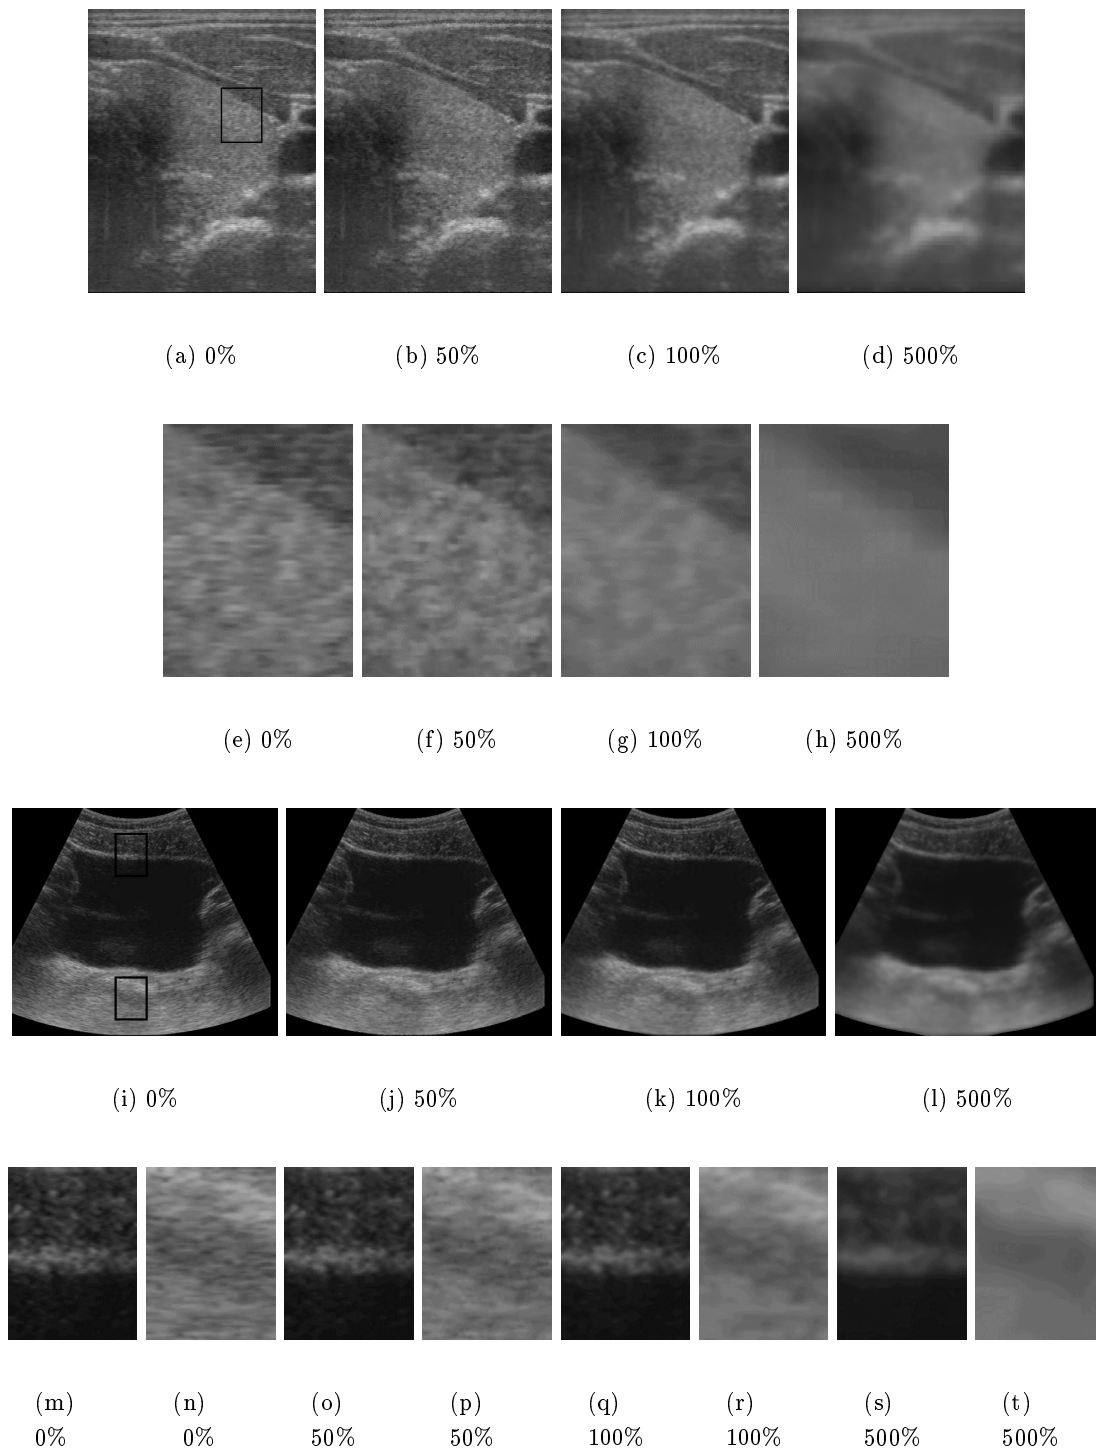 (a) 0% (b) 50% (c) 100% (d) 500%
(e) 0% (f) 50% (g) 100% (h) 500%
(i) 0% (j) 50% (k) 100% (l) 500%
(m) (n) (o) (p) (q) (r) (s) (t)
0% 0% 50% 50% 100% 100% 500% 500%